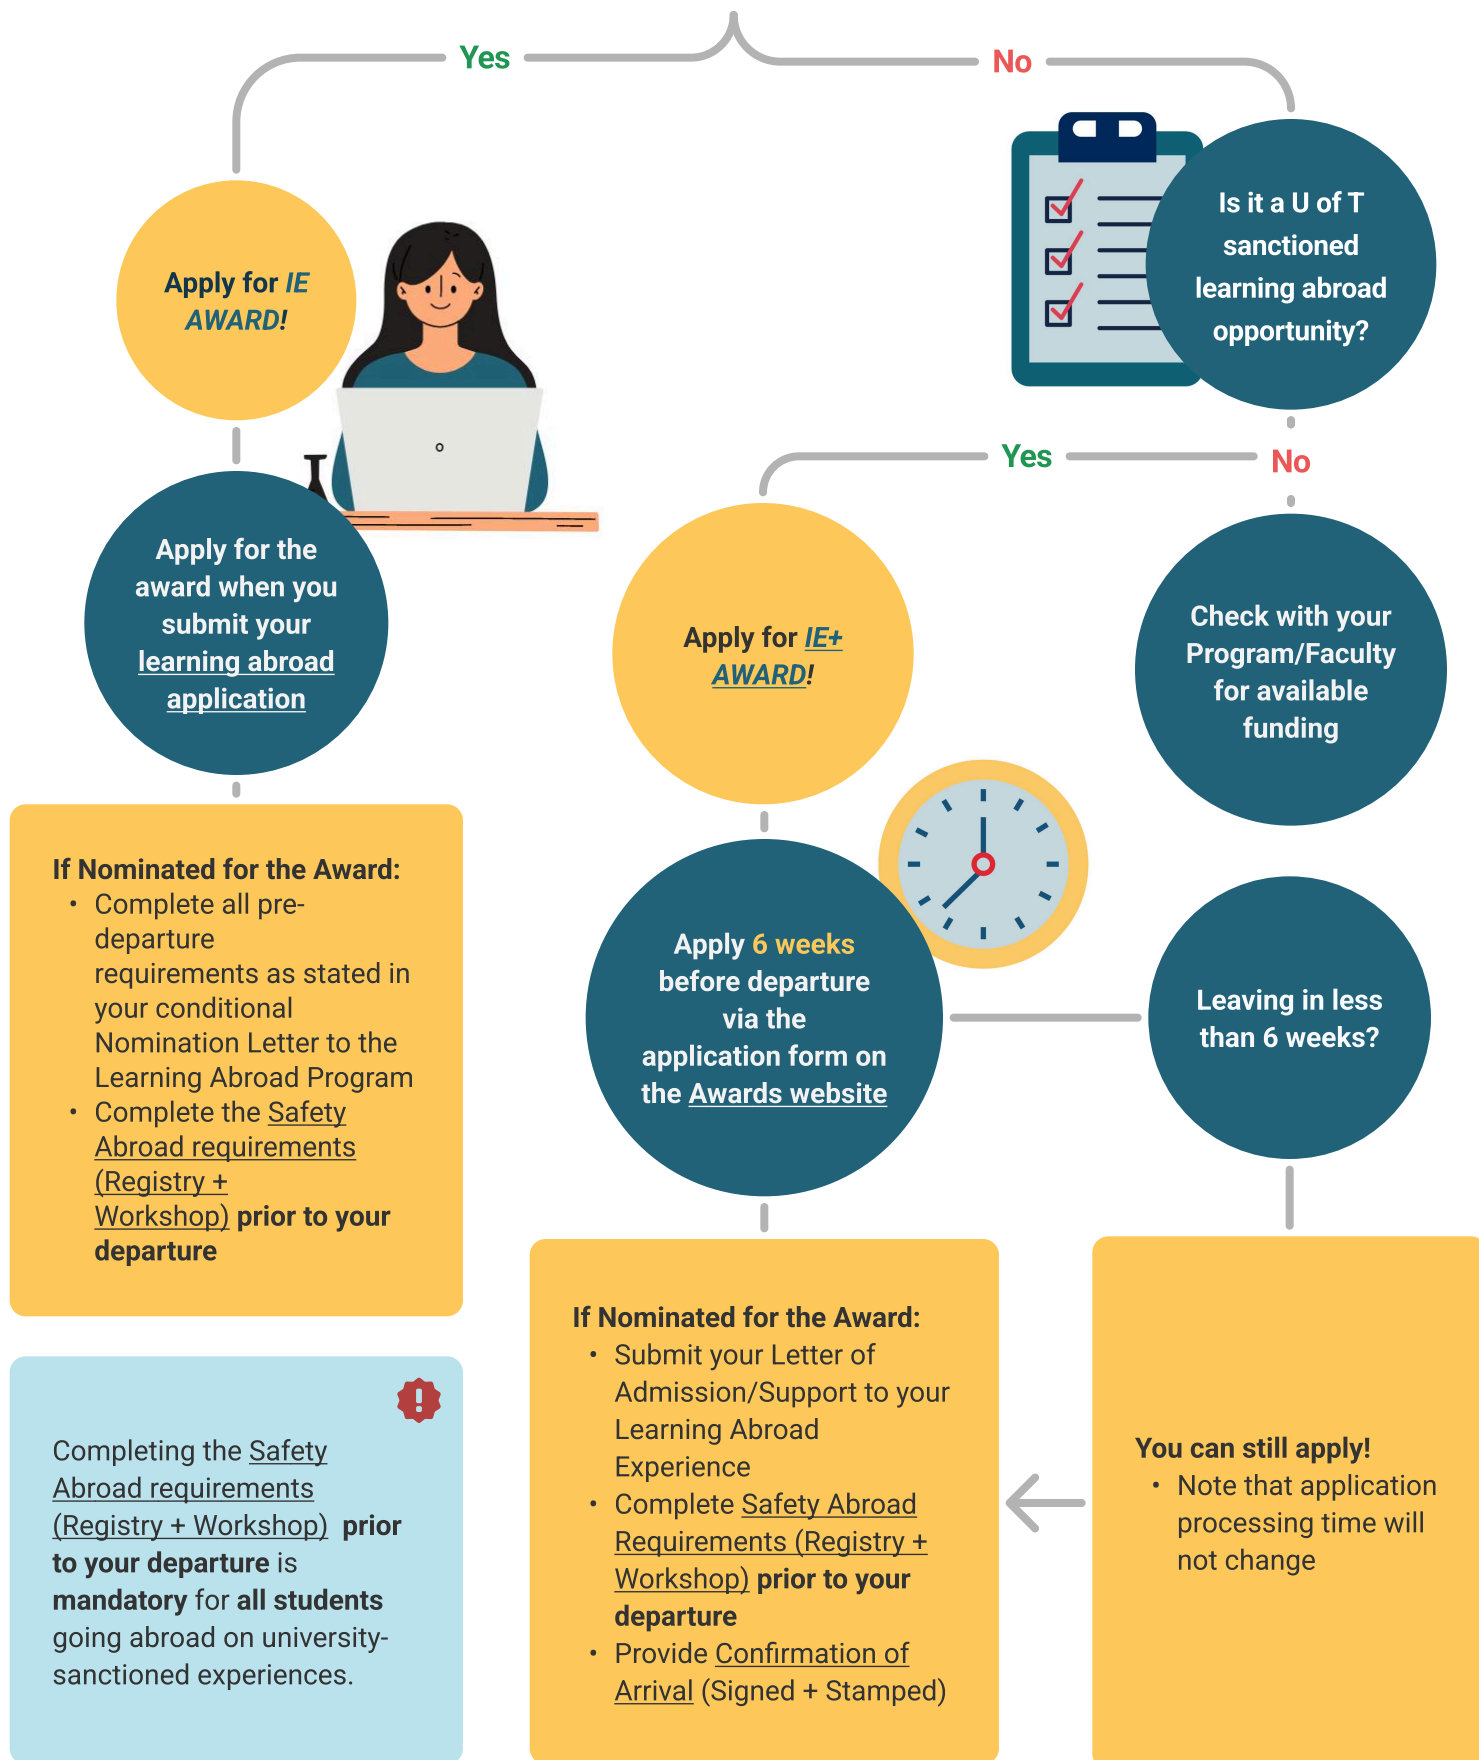 Yes
No
Apply for IE
AWARD!
Is it a U of T
sanctioned
learning abroad
opportunity?
Yes
No
Apply for the
award when you
submit your
learning abroad
application
Apply for IE+
AWARD!
Check with your
Program/Faculty
for available
funding
If Nominated for the Award:
• Complete all pre-
departure
requirements as stated in
your conditional
Nomination Letter to the
Learning Abroad Program
• Complete the Safety
Abroad requirements
(Registry +
Workshop) prior to your
departure
Apply 6 weeks
before departure
via the
application form on
the Awards website
Leaving in less
than 6 weeks?
If Nominated for the Award:
• Submit your Letter of
Admission/Support to your
Learning Abroad
Experience
• Complete Safety Abroad
Requirements (Registry +
Workshop) prior to your
departure
• Provide Confirmation of
Arrival (Signed + Stamped)
You can still apply!
• Note that application
processing time will
not change
Completing the Safety
Abroad requirements
(Registry + Workshop) prior
to your departure is
mandatory for all students
going abroad on university-
sanctioned experiences.